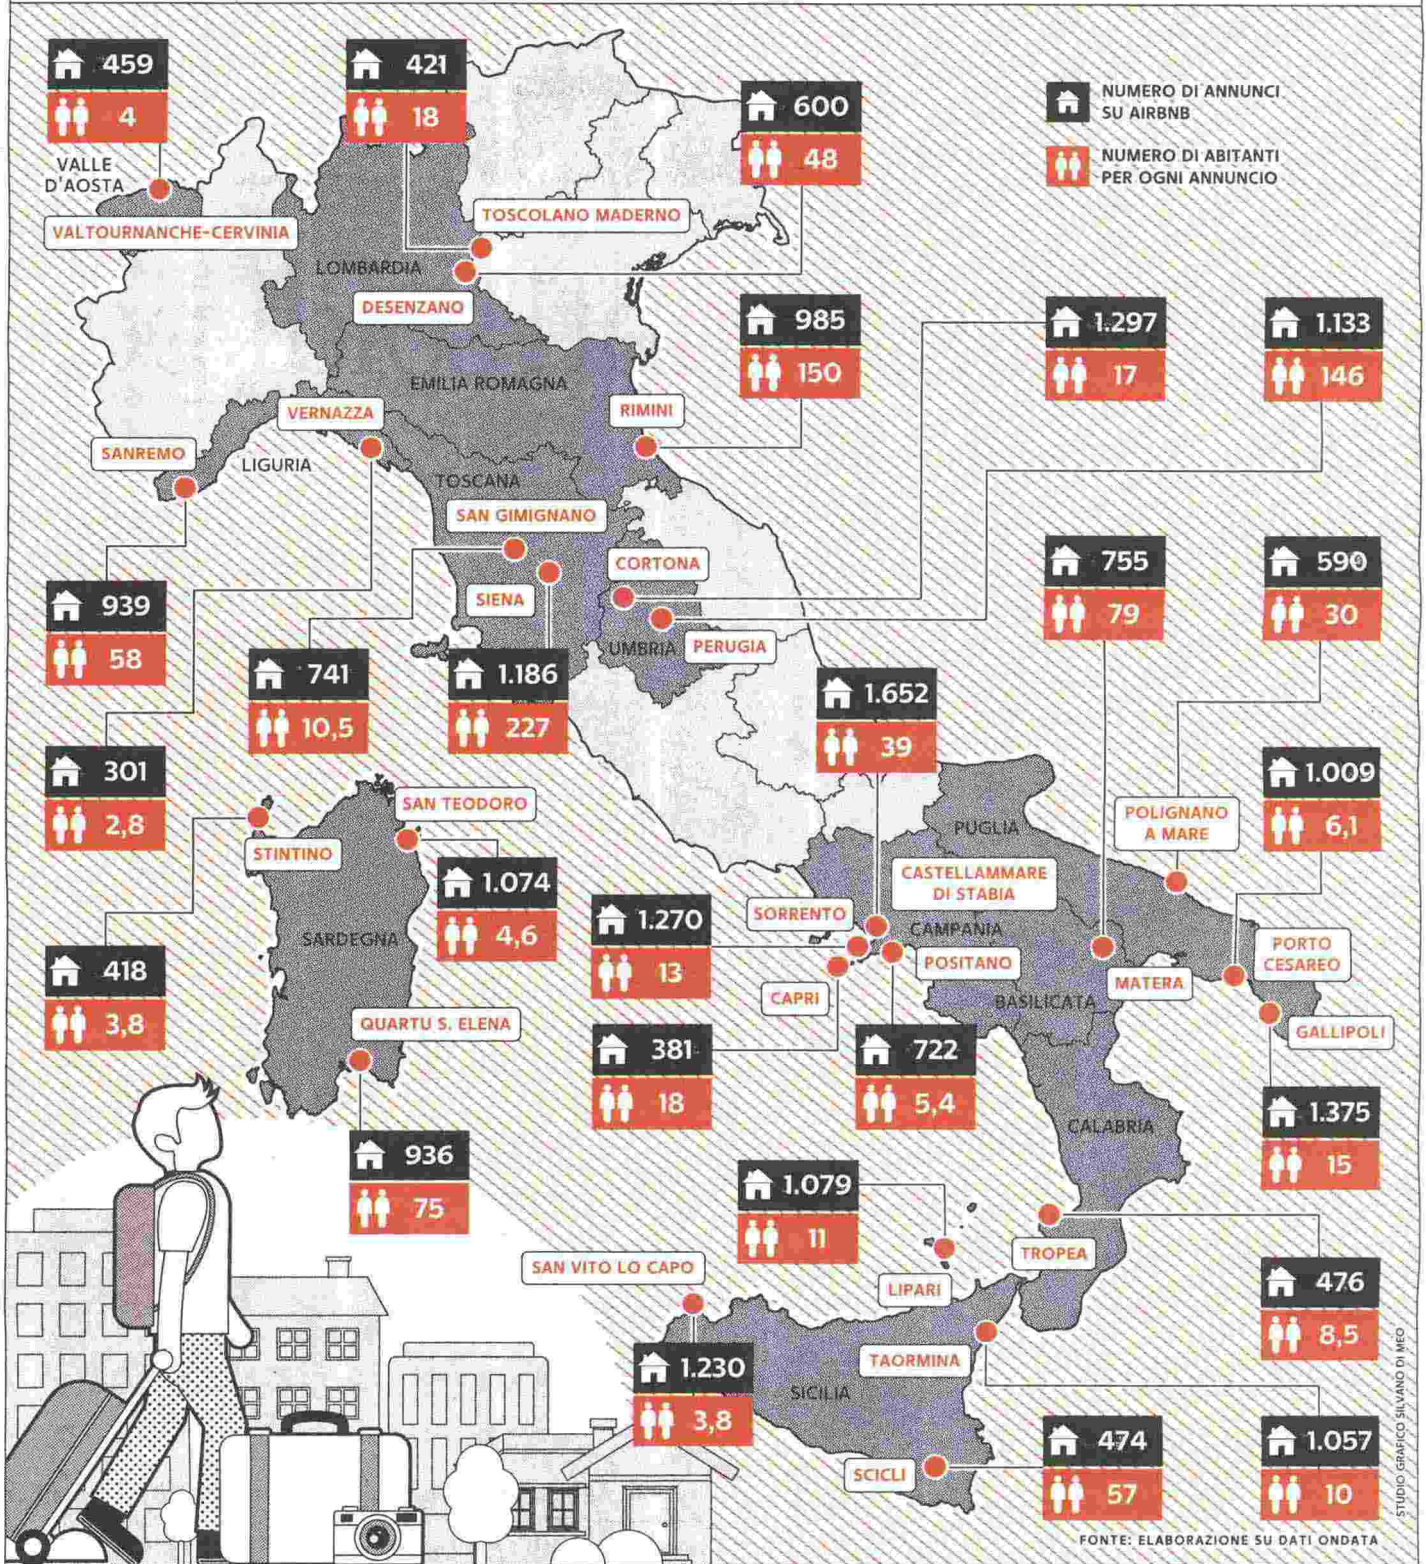 459
4
421
18
600
48
NUMERO DI ANNUNCI
SU AIRBNB
NUMERO DI ABITANTI
PER OGNI ANNUNCIO
VALLE
D'AOSTA
VALTOURNANCHE-CERVINIA
TOSCOLANO MADERNO
LOMBARDIA
DESENZANO
985
150
1.297
17
1.133
146
EMILIA ROMAGNA
VERNAZZA
RIMINI
SANREMO
LIGURIA
TOSCANA
SAN GIMIGNANO
CORTONA
SIENA
UMBRIA
PERUGIA
755
79
590
30
939
58
741
10,5
1.186
227
1.652
39
301
2,8
1.009
6,1
SAN TEODORO
STINTINO
1.074
4,6
SARDEGNA
PUGLIA
POLIGNANO
A MARE
CASTELLAMMARE
DI STABIA
SORRENTO
1.270
13
CAMPANIA
POSITANO
PORTO
CESAREO
MATERA
CAPRI
BASILICATA
GALLIPOLI
418
3,8
QUARTU S. ELENA
381
18
722
5,4
CALABRIA
1.375
15
936
75
1.079
11
TROPEA
SAN VITO LO CAPO
LIPARI
476
8,5
TAORMINA
1.230
3,8
SICILIA
SCICLI
474
57
1.057
10
FONTE: ELABORAZIONE SU DATI ONDATA
STUDIO GRAFICO SILVANO DI MEO